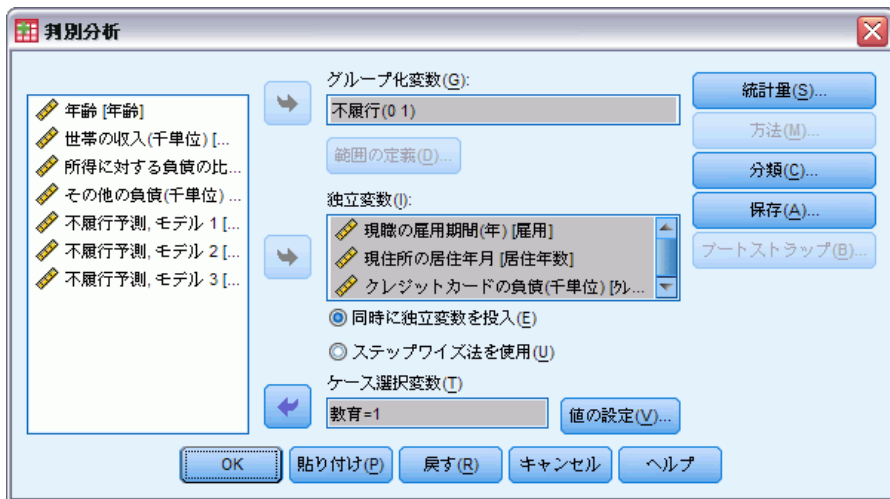 判別分析
年齢 [年齢]
世帯の収入(千単位) [...
所得に対する負債の比...
その他の負債(千単位) ...
不履行予測, モデル 1 [...
不履行予測, モデル 2 [...
不履行予測, モデル 3 [...
グループ化変数(G):
不履行(0 1)
範囲の定義(D)...
独立変数(I):
現職の雇用期間(年) [雇用]
現住所の居住年月 [居住年数]
クレジットカードの負債(千単位) [クレ...
同時に独立変数を投入(E)
ステップワイズ法を使用(U)
ケース選択変数(T)
教育=1
値の設定(V)...
統計量(S)...
方法(M)...
分類(C)...
保存(A)...
ブートストラップ(B)...
OK
貼り付け(P)
戻す(R)
キャンセル
ヘルプ